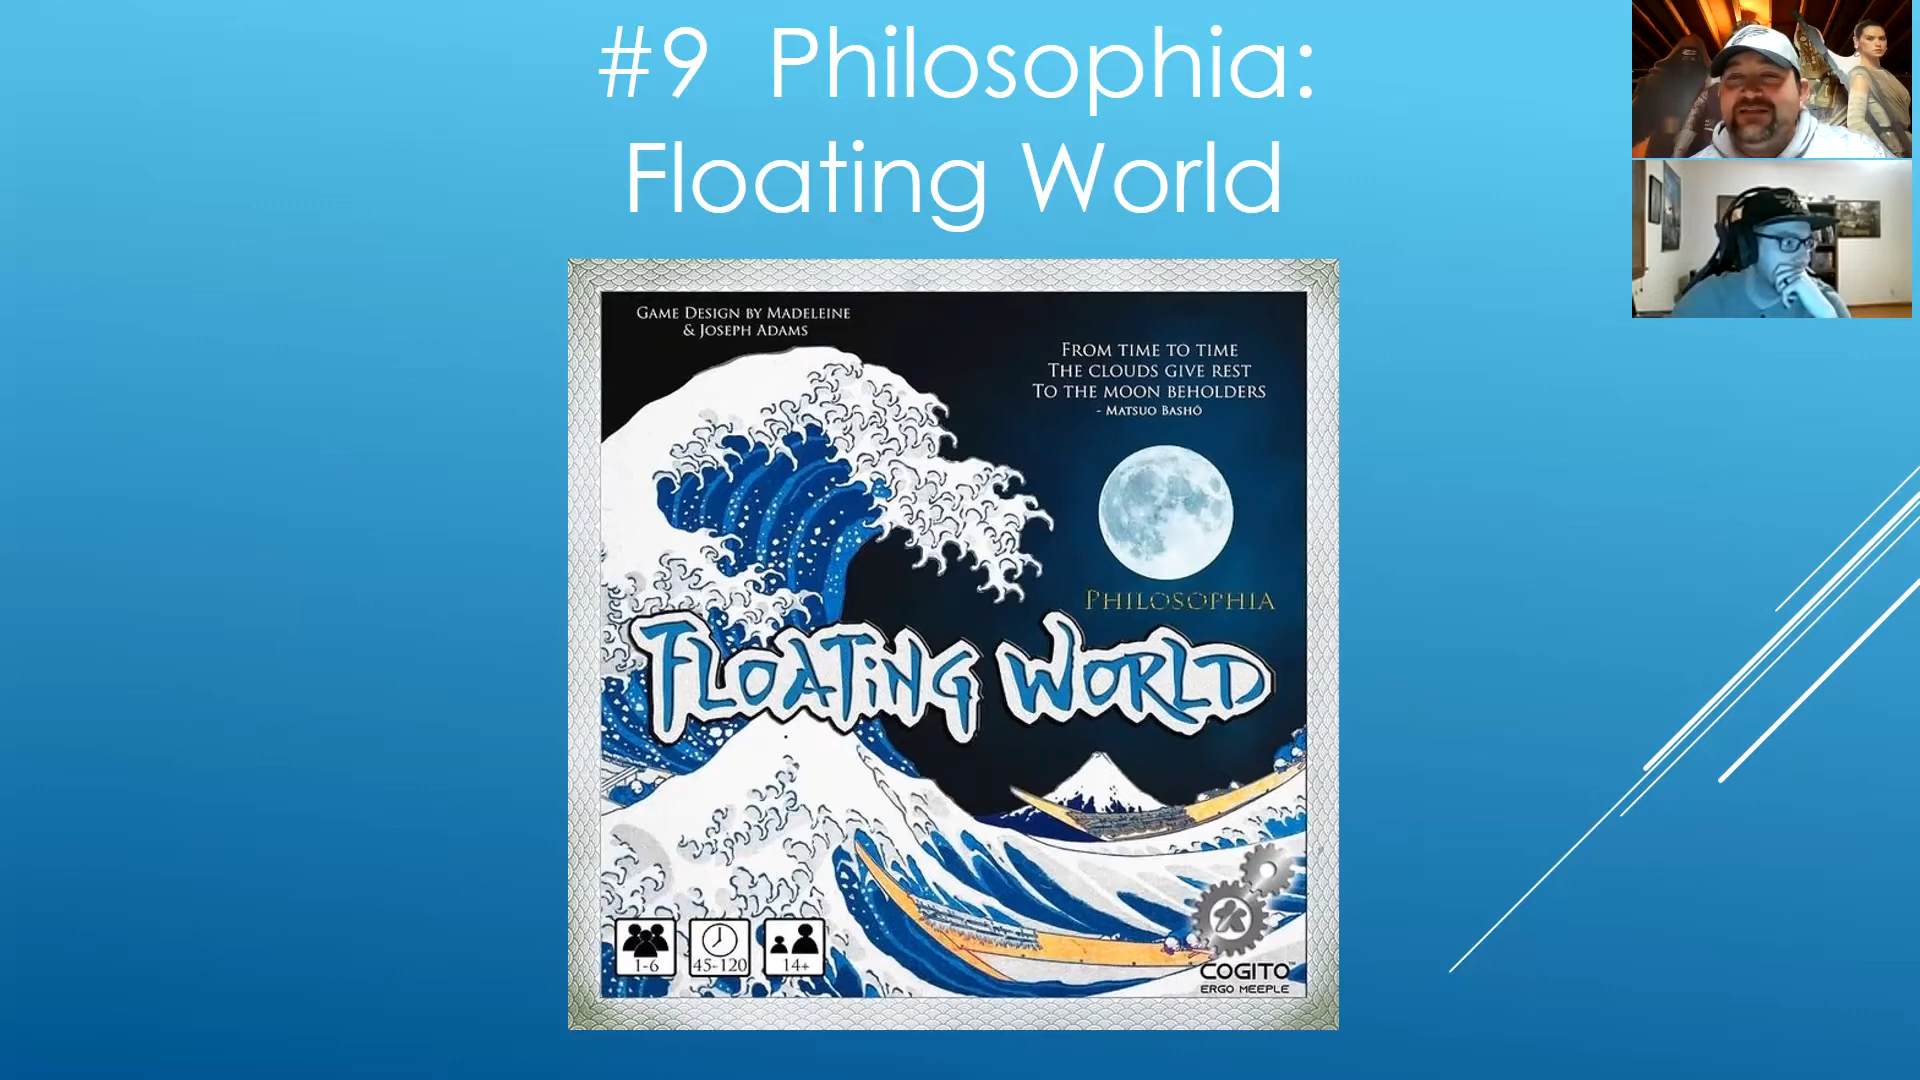 #9 Philosophia:
Floating World
GAME DESIGN BY MADELEINE
& JOSEPH ADAMS
FROM TIME TO TIME
THE CLOUDS GIVE REST
TO THE MOON BEHOLDERS
- MATSUO BASHŌ
PHILOSOPHIA
FLOATING WORLD
1-6
45-120
14+
COGITO™
ERGO MEEPLE